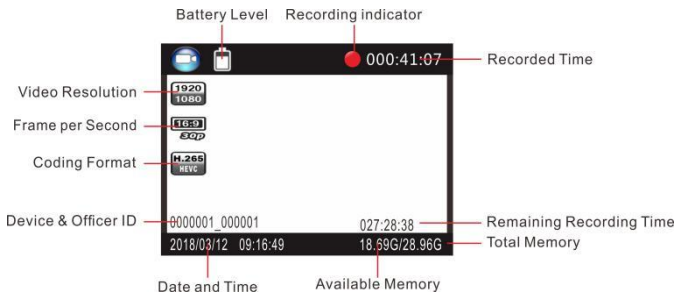 Battery Level
Recording indicator
000:41:07
Recorded Time
Video Resolution
1920
1080
Frame per Second
16:9
30p
Coding Format
H.265
HEVC
Device & Officer ID
0000001_000001
027:28:38
Remaining Recording Time
2018/03/12 09:16:49
18.69G/28.96G
Total Memory
Date and Time
Available Memory